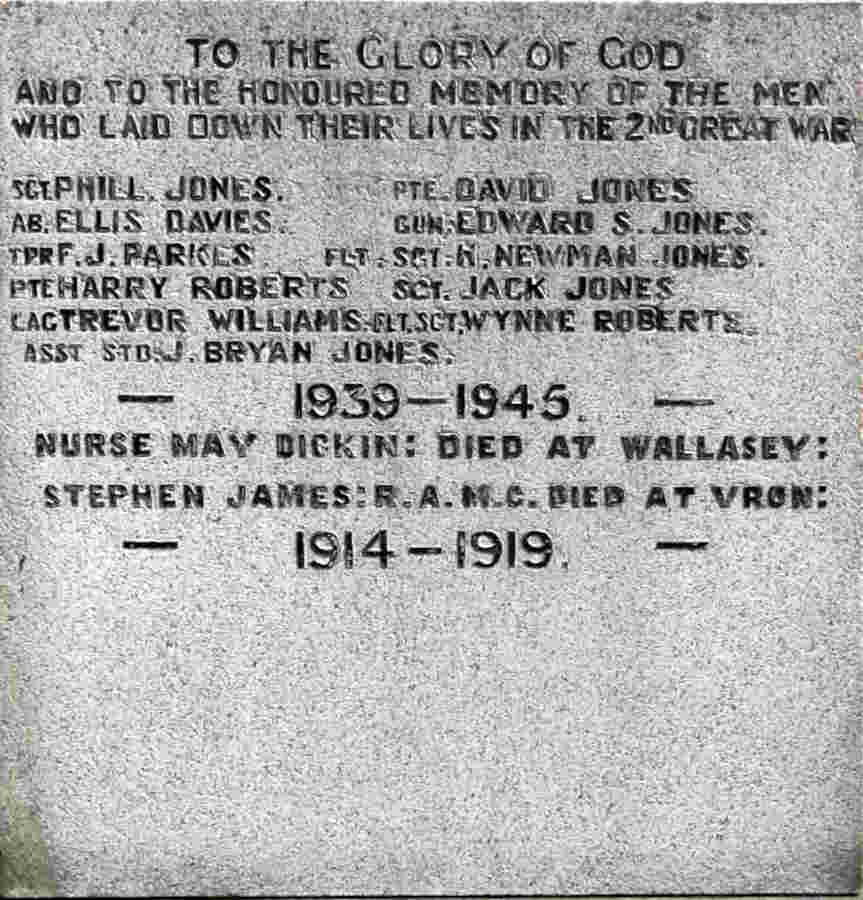 TO THE GLORY OF GOD
AND TO THE HONOURED MEMORY OF THE MEN
WHO LAID DOWN THEIR LIVES IN THE 2ND GREAT WAR
SGT. PHILL. JONES. PTE. DAVID JONES
AB. ELLIS DAVIES. GUN. EDWARD S. JONES.
TPR F. J. PARKES FLT. SGT. H. NEWMAN JONES.
PTE HARRY ROBERTS SGT. JACK JONES
LAC TREVOR WILLIAMS. FLT. SGT. WYNNE ROBERTS.
ASST STD. J. BRYAN JONES.
— 1939—1945. —
NURSE MAY DICKIN: DIED AT WALLASEY:
STEPHEN JAMES: R.A.M.C. DIED AT VRON:
— 1914—1919. —